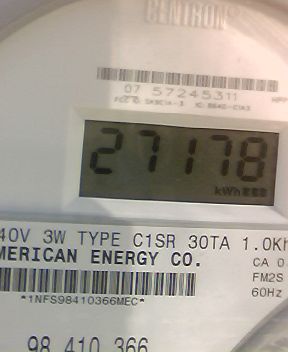 CENTRON
07 57245311
27178
kWh
40V 3W TYPE C1SR 30TA 1.0Kh
MERICAN ENERGY CO.
CA 0
FM2S
60Hz
*1NFS98410366MEC*
98 410 366